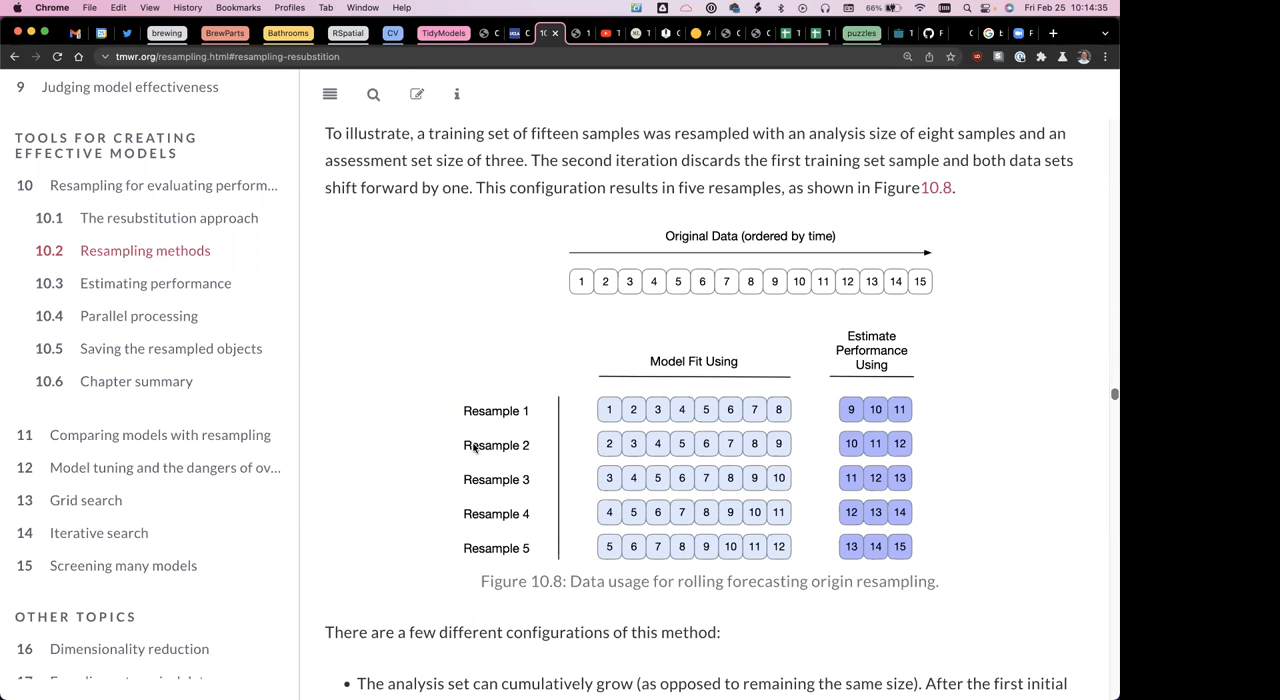 Chrome File Edit View History Bookmarks Profiles Tab Window Help 66% Fri Feb 25 10:14:35
brewing BrewParts Bathrooms RSpatial CV TidyModels puzzles
tmwr.org/resampling.html#resampling-resubstition
9 Judging model effectiveness
TOOLS FOR CREATING
EFFECTIVE MODELS
10 Resampling for evaluating perform...
10.1 The resubstitution approach
10.2 Resampling methods
10.3 Estimating performance
10.4 Parallel processing
10.5 Saving the resampled objects
10.6 Chapter summary
11 Comparing models with resampling
12 Model tuning and the dangers of ov...
13 Grid search
14 Iterative search
15 Screening many models
OTHER TOPICS
16 Dimensionality reduction
To illustrate, a training set of fifteen samples was resampled with an analysis size of eight samples and an
assessment set size of three. The second iteration discards the first training set sample and both data sets
shift forward by one. This configuration results in five resamples, as shown in Figure10.8.
Original Data (ordered by time)
1 2 3 4 5 6 7 8 9 10 11 12 13 14 15
Estimate
Performance
Using
Model Fit Using
Resample 1 1 2 3 4 5 6 7 8 9 10 11
Resample 2 2 3 4 5 6 7 8 9 10 11 12
Resample 3 3 4 5 6 7 8 9 10 11 12 13
Resample 4 4 5 6 7 8 9 10 11 12 13 14
Resample 5 5 6 7 8 9 10 11 12 13 14 15
Figure 10.8: Data usage for rolling forecasting origin resampling.
There are a few different configurations of this method:
• The analysis set can cumulatively grow (as opposed to remaining the same size). After the first initial